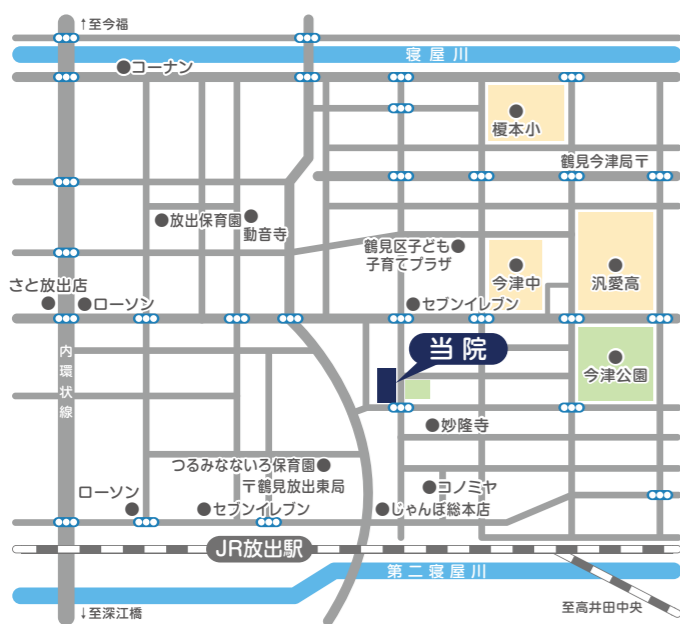 ↑至今福
寝屋川
コーナン
榎本小
鶴見今津局〒
放出保育園
動音寺
鶴見区子ども
子育てプラザ
今津中
汎愛高
さと放出店
ローソン
セブンイレブン
当院
内環状線
今津公園
妙隆寺
つるみなないろ保育園
〒鶴見放出東局
コノミヤ
ローソン
セブンイレブン
じゃんぼ総本店
JR放出駅
第二寝屋川
↓至深江橋
至高井田中央